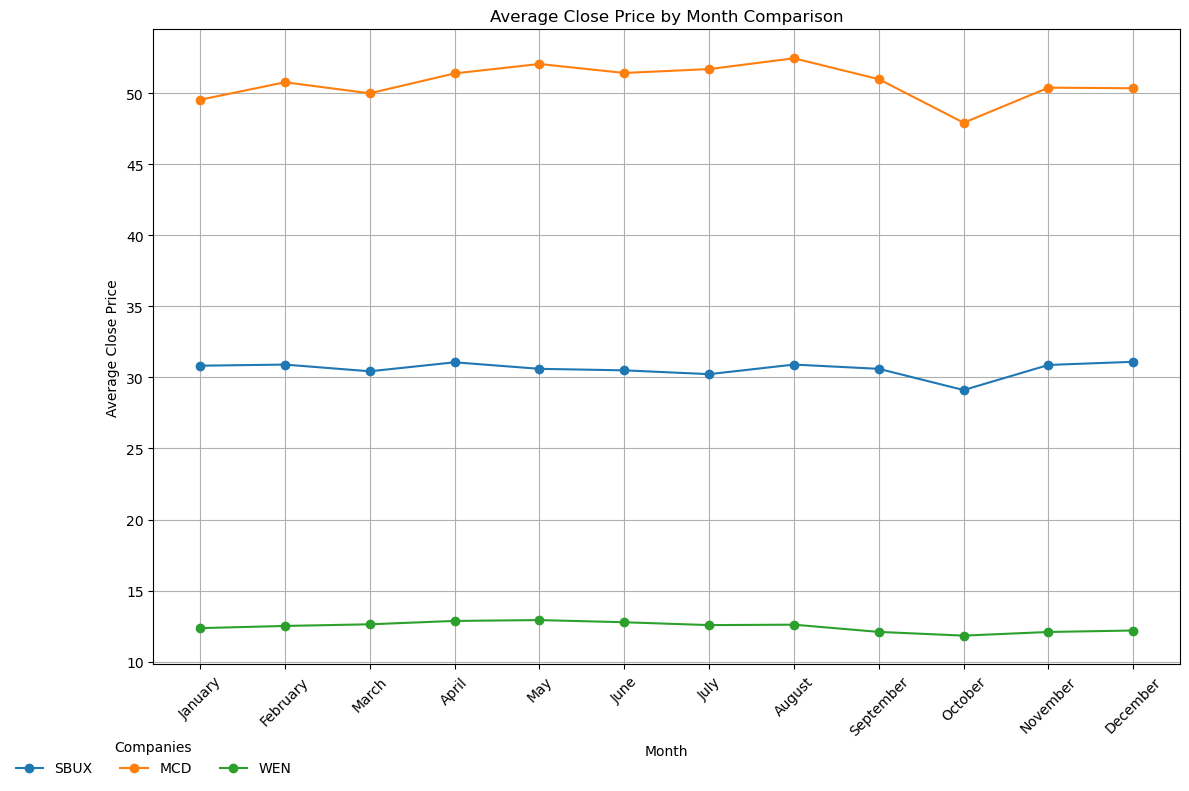 Average Close Price by Month Comparison
Average Close Price
50
45
40
35
30
25
20
15
10
January
February
March
April
May
June
July
August
September
October
November
December
Month
Companies
SBUX
MCD
WEN